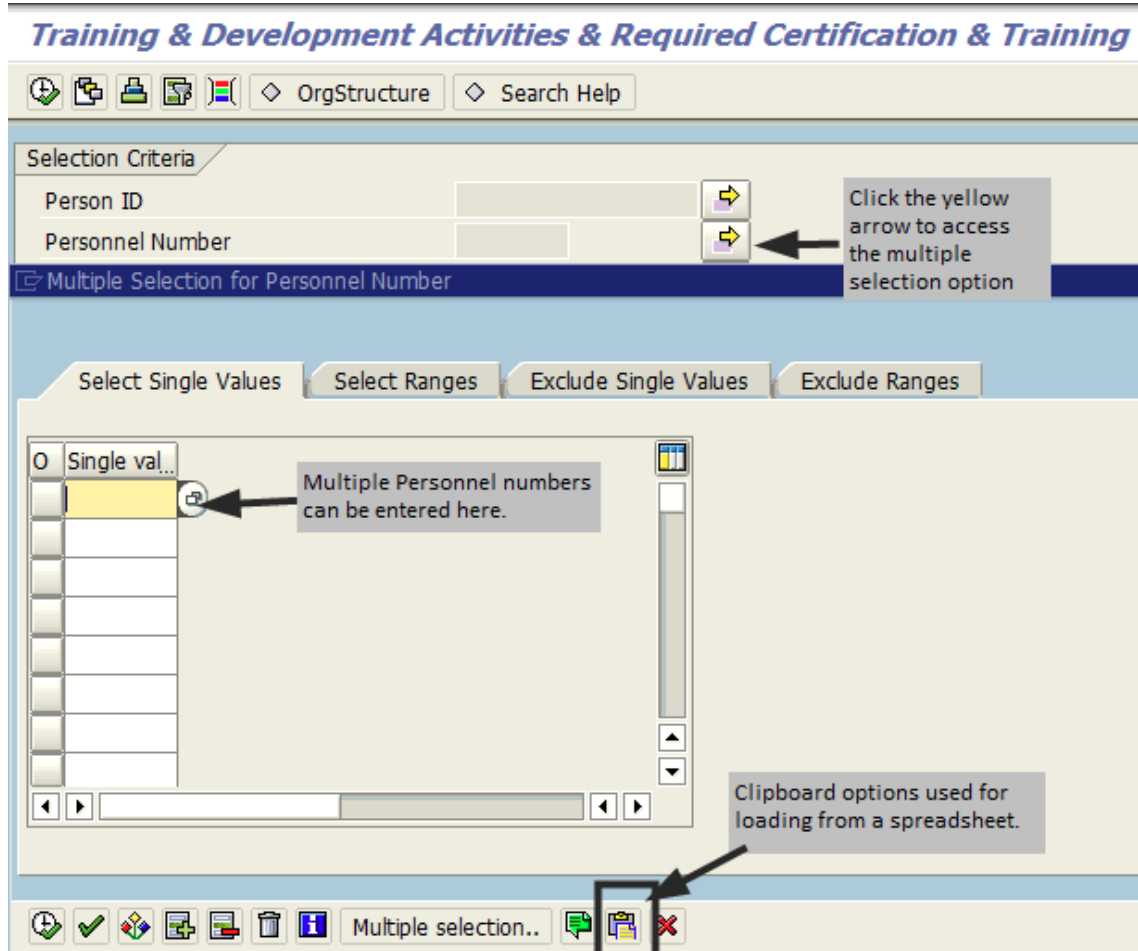 Training & Development Activities & Required Certification & Training
OrgStructure
Search Help
Selection Criteria
Person ID
Personnel Number
Click the yellow
arrow to access
the multiple
selection option
Multiple Selection for Personnel Number
Select Single Values
Select Ranges
Exclude Single Values
Exclude Ranges
O Single val..
Multiple Personnel numbers
can be entered here.
Clipboard options used for
loading from a spreadsheet.
Multiple selection..